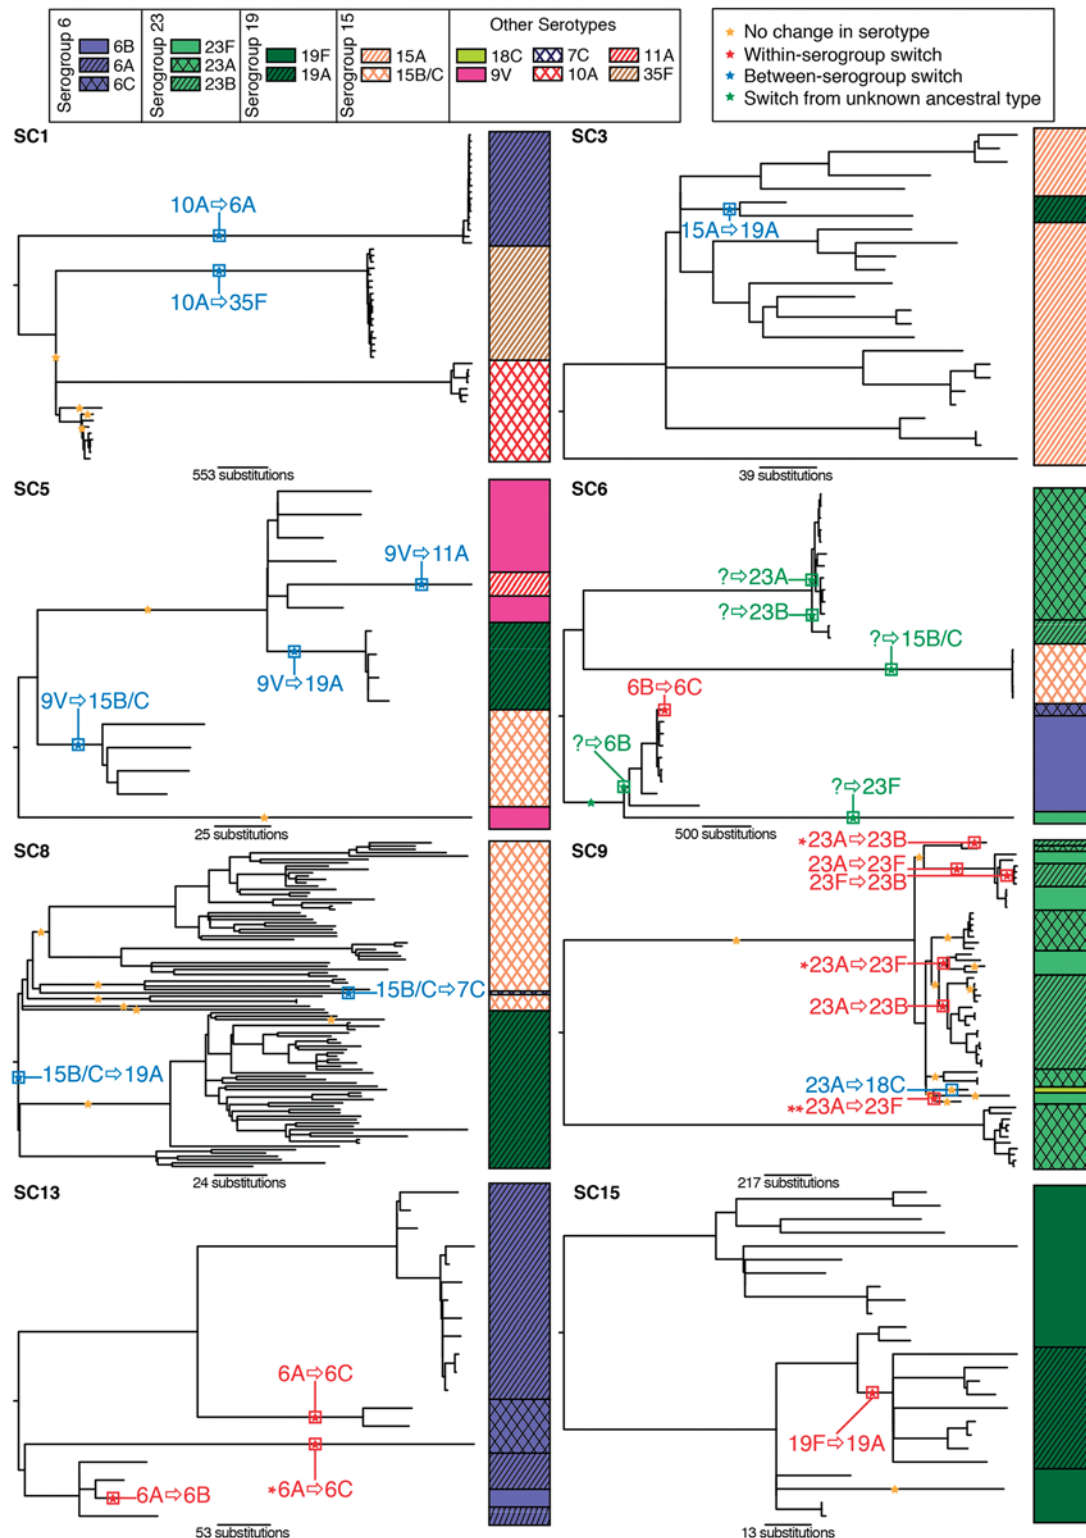 Serogroup 6
6B
6A
6C
Serogroup 23
23F
23A
23B
Serogroup 19
19F
19A
Serogroup 15
15A
15B/C
Other Serotypes
18C
7C
11A
9V
10A
35F
No change in serotype
Within-serogroup switch
Between-serogroup switch
Switch from unknown ancestral type
SC1
10A⇨6A
10A⇨35F
553 substitutions
SC3
15A⇨19A
39 substitutions
SC5
9V⇨11A
9V⇨19A
9V⇨15B/C
25 substitutions
SC6
?⇨23A
?⇨23B
?⇨15B/C
6B⇨6C
?⇨6B
?⇨23F
500 substitutions
SC8
15B/C⇨7C
15B/C⇨19A
24 substitutions
SC9
*23A⇨23B
23A⇨23F
23F⇨23B
*23A⇨23F
23A⇨23B
23A⇨18C
**23A⇨23F
217 substitutions
SC13
6A⇨6C
*6A⇨6C
6A⇨6B
53 substitutions
SC15
19F⇨19A
13 substitutions